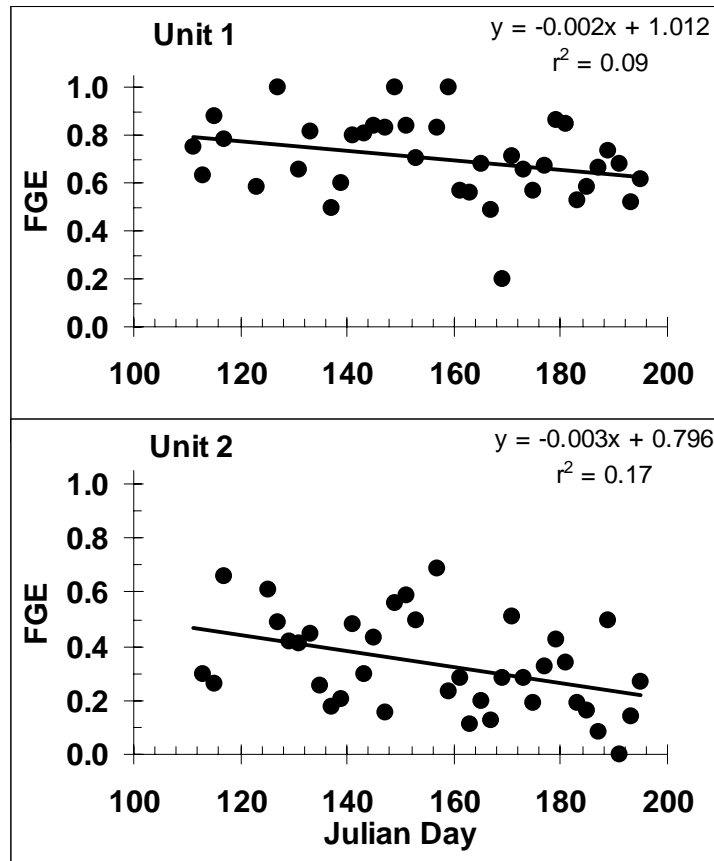 Unit 1
y = -0.002x + 1.012
r² = 0.09
FGE
1.0
0.8
0.6
0.4
0.2
0.0
100 120 140 160 180 200
Unit 2
y = -0.003x + 0.796
r² = 0.17
FGE
1.0
0.8
0.6
0.4
0.2
0.0
100 120 140 160 180 200
Julian Day